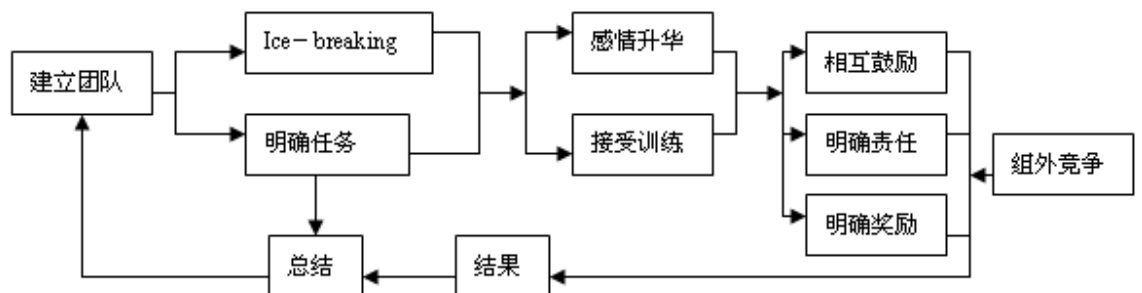 建立团队
Ice－breaking
明确任务
感情升华
接受训练
相互鼓励
明确责任
明确奖励
组外竞争
结果
总结